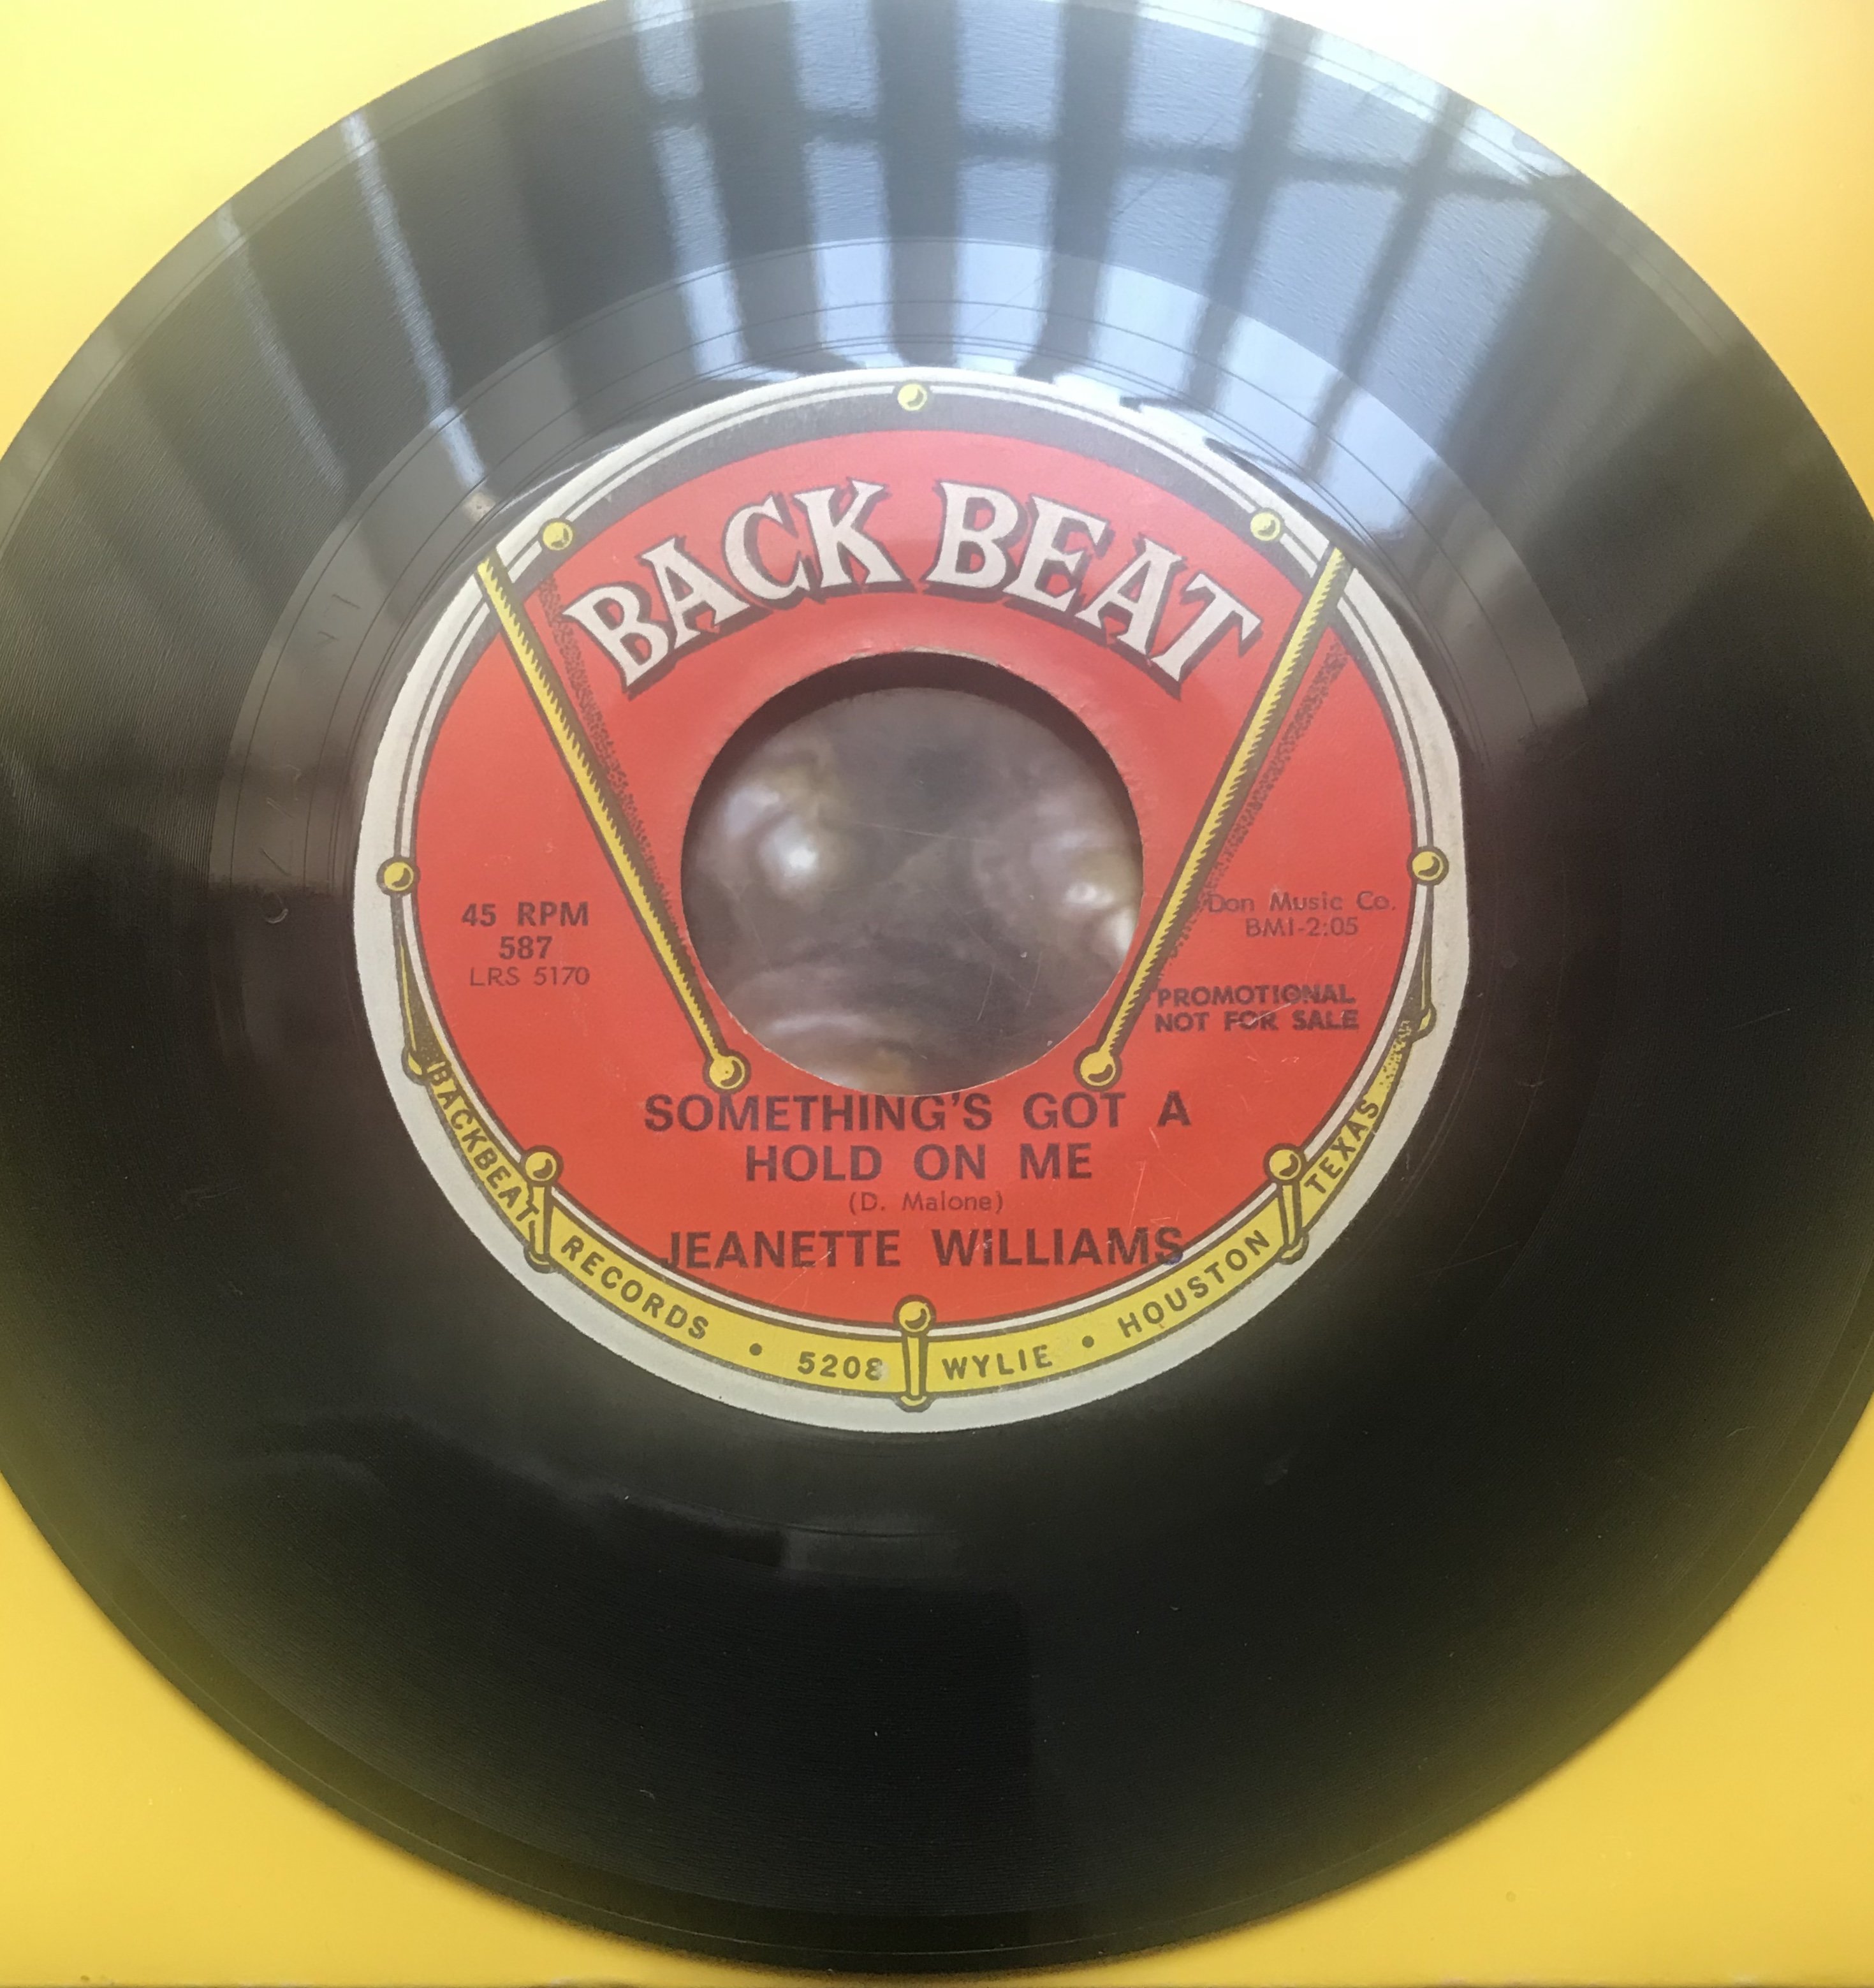 BACK BEAT
45 RPM
587
LRS 5170
Don Music Co.
BMI-2:05
PROMOTIONAL
NOT FOR SALE
SOMETHING'S GOT A
HOLD ON ME
(D. Malone)
JEANETTE WILLIAMS
BACKBEAT RECORDS • 5208 WYLIE • HOUSTON TEXAS